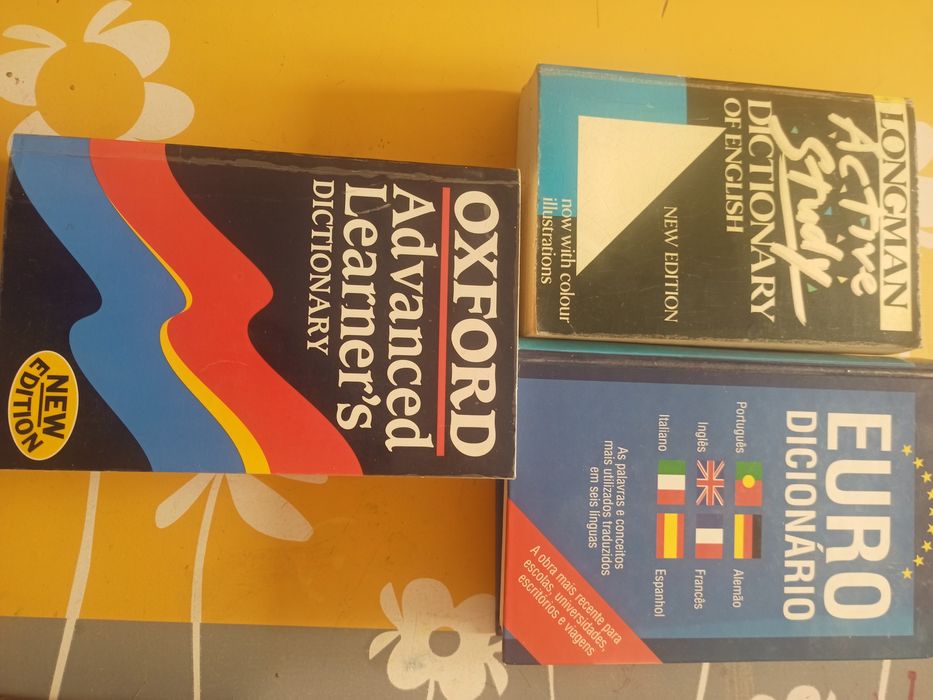 OXFORD
Advanced
Learner's
DICTIONARY
NEW
EDITION
LONGMAN
ACTIVE
STUDY
DICTIONARY
OF ENGLISH
NEW EDITION
now with colour
illustrations
EURO
DICIONÁRIO
Português
Alemão
Inglês
Francês
Italiano
Espanhol
As palavras e conceitos
mais utilizados traduzidos
em seis línguas
A obra mais recente para
escolas, universidades,
escritórios e viagens